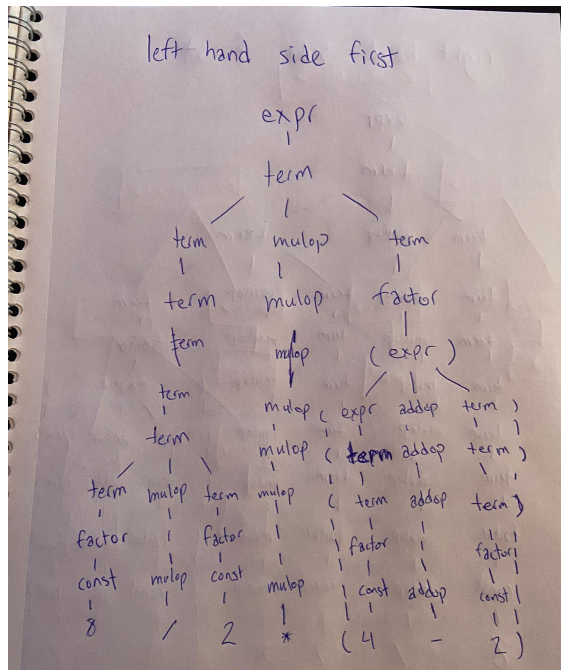 left hand side first
expr
term
term mulop term
term mulop factor
term mulop (expr)
term mulop ( expr addop term )
term mulop ( term addop term )
term mulop term mulop ( term addop term )
factor factor factor factor
const mulop const mulop const addop const
8 / 2 * ( 4 - 2 )